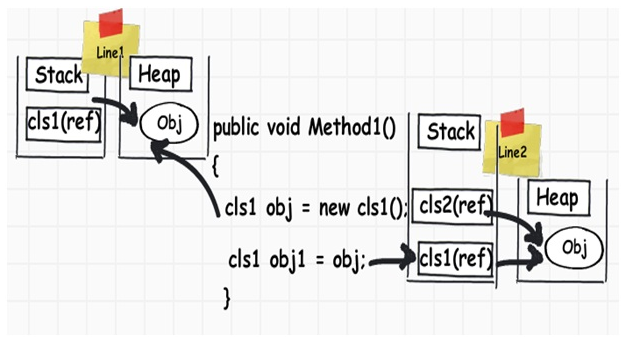 Line1
Stack
Heap
cls1(ref)
Obj
public void Method1()
{
cls1 obj = new cls1();
cls1 obj1 = obj;
}
Stack
Line2
cls2(ref)
Heap
cls1(ref)
Obj